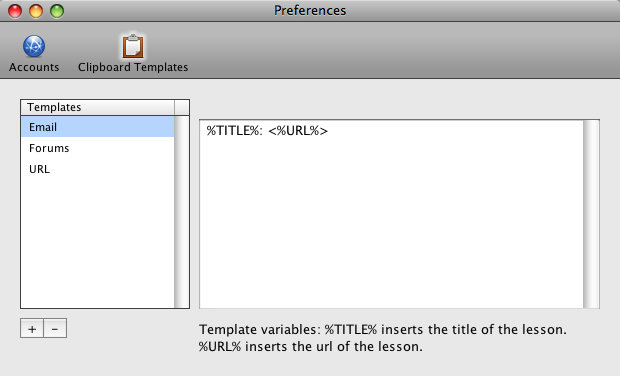 Preferences
Accounts
Clipboard Templates
Templates
Email
Forums
URL
%TITLE%: <%URL%>
+ -
Template variables: %TITLE% inserts the title of the lesson.
%URL% inserts the url of the lesson.